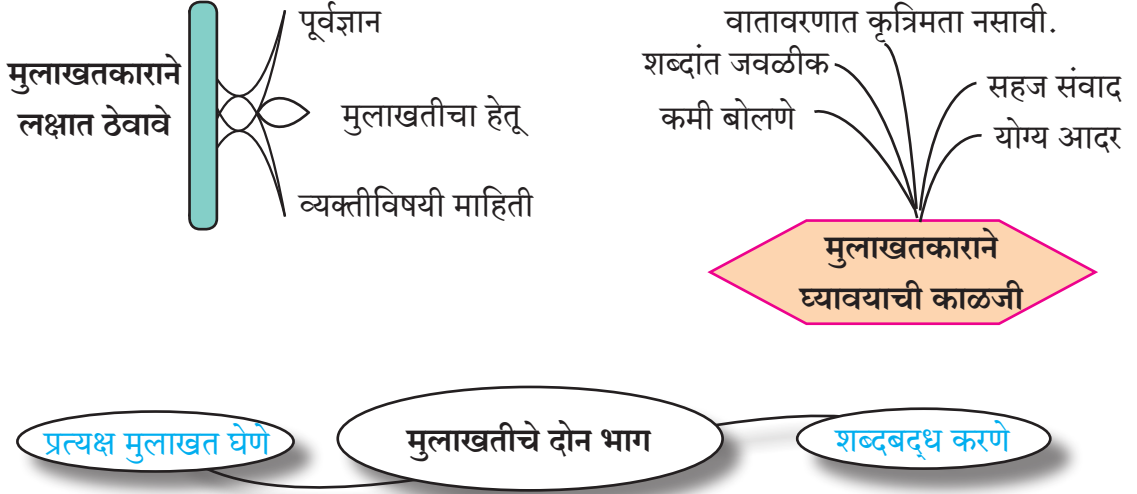 मुलाखतकाराने
लक्षात ठेवावे
पूर्वज्ञान
मुलाखतीचा हेतू
व्यक्तीविषयी माहिती
वातावरणात कृत्रिमता नसावी.
शब्दांत जवळीक
कमी बोलणे
सहज संवाद
योग्य आदर
मुलाखतकाराने
घ्यावयाची काळजी
प्रत्यक्ष मुलाखत घेणे
मुलाखतीचे दोन भाग
शब्दबद्ध करणे